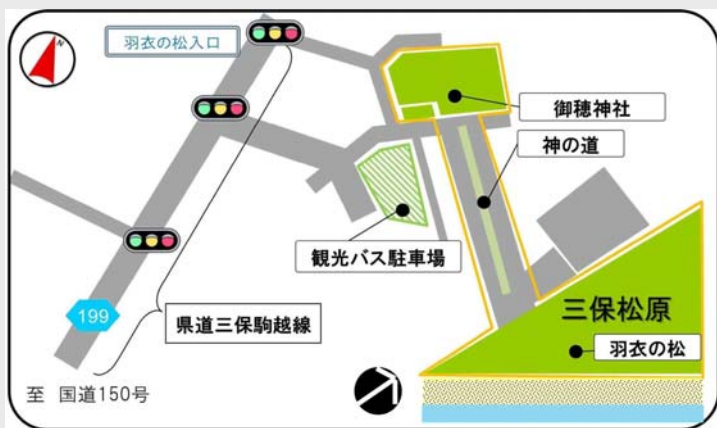 N
羽衣の松入口
御穂神社
神の道
観光バス駐車場
三保松原
199
県道三保駒越線
羽衣の松
至 国道150号